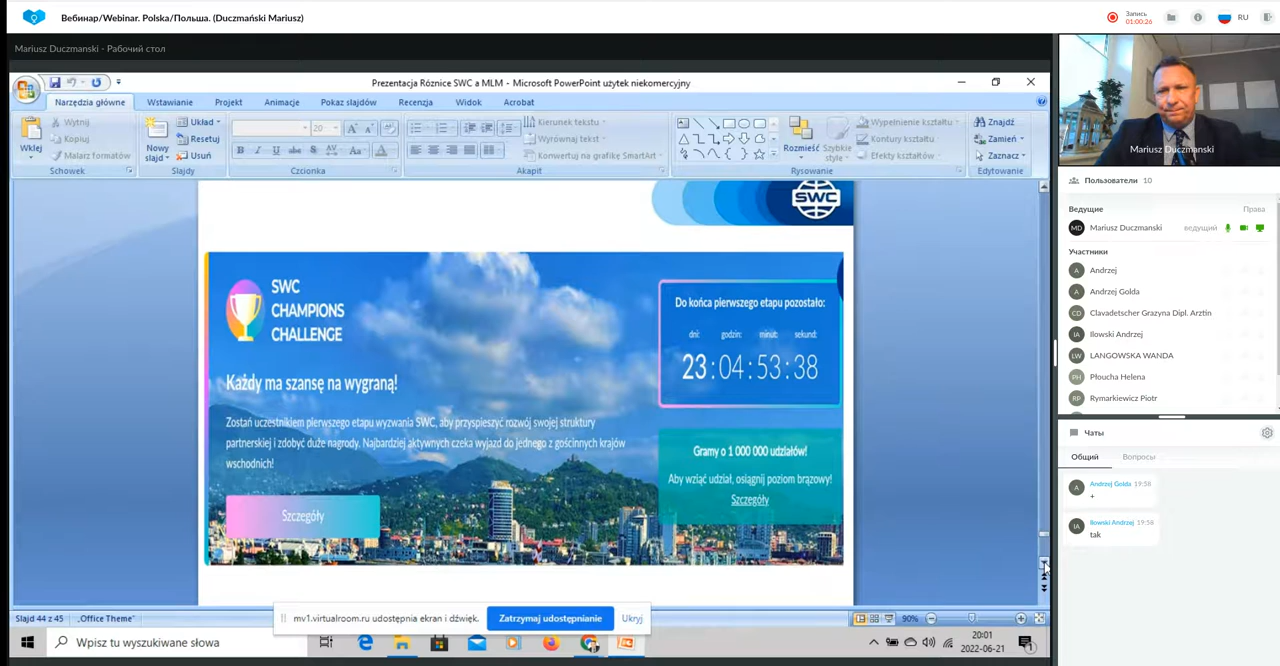 Вебинар/Webinar. Polska/Польша. (Duczmański Mariusz)
Запись
01:00:26
RU
Mariusz Duczmanski - Рабочий стол
Prezentacja Różnice SWC a MLM - Microsoft PowerPoint użytek niekomercyjny
Narzędzia główne
Wstawianie
Projekt
Animacje
Pokaz slajdów
Recenzja
Widok
Acrobat
Wklej
Wytnij
Kopiuj
Malarz formatów
Schowek
Nowy slajd
Układ
Resetuj
Usuń
Slajdy
20
Czcionka
Kierunek tekstu
Wyrównaj tekst
Konwertuj na grafikę SmartArt
Akapit
Rozmieść
Szybkie style
Wypełnienie kształtu
Kontury kształtu
Efekty kształtów
Rysowanie
Znajdź
Zamień
Zaznacz
Edytowanie
SWC
SWC
CHAMPIONS
CHALLENGE
Każdy ma szansę na wygraną!
Zostań uczestnikiem pierwszego etapu wyzwania SWC, aby przyspieszyć rozwój swojej struktury
partnerskiej i zdobyć duże nagrody. Najbardziej aktywnych czeka wyjazd do jednego z gościnnych krajów
wschodnich!
Szczegóły
Do końca pierwszego etapu pozostało:
dni: godzin: minut: sekund:
23:04:53:38
Gramy o 1 000 000 udziałów!
Aby wziąć udział, osiągnij poziom brązowy!
Szczegóły
mv1.virtualroom.ru udostępnia ekran i dźwięk.
Zatrzymaj udostępnianie
Ukryj
Slajd 44 z 45
„Office Theme"
90%
Wpisz tu wyszukiwane słowa
20:01
2022-06-21
1
Mariusz Duczmanski
Пользователи 10
Ведущие
Права
MD Mariusz Duczmanski ведущий
Участники
A Andrzej
A Andrzej Golda
CD Clavadetscher Grazyna Dipl. Arztin
IA Ilowski Andrzej
LW LANGOWSKA WANDA
PH Płoucha Helena
RP Rymarkiewicz Piotr
Чаты
Общий
Вопросы
A Andrzej Golda 19:58
+
IA Ilowski Andrzej 19:58
tak